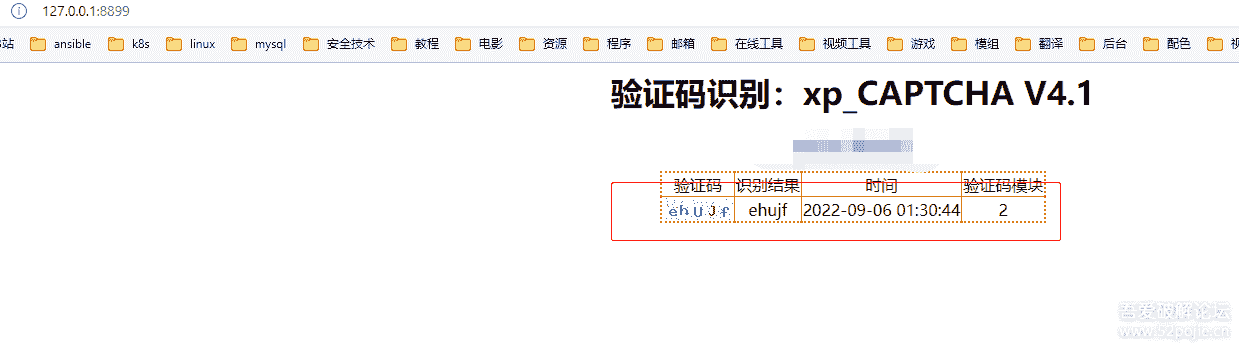 127.0.0.1:8899
站 ansible k8s linux mysql 安全技术 教程 电影 资源 程序 邮箱 在线工具 视频工具 游戏 模组 翻译 后台 配色
验证码识别：xp_CAPTCHA V4.1
验证码 识别结果 时间 验证码模块
ehUJf ehujf 2022-09-06 01:30:44 2
吾爱破解论坛
www.52pojie.cn